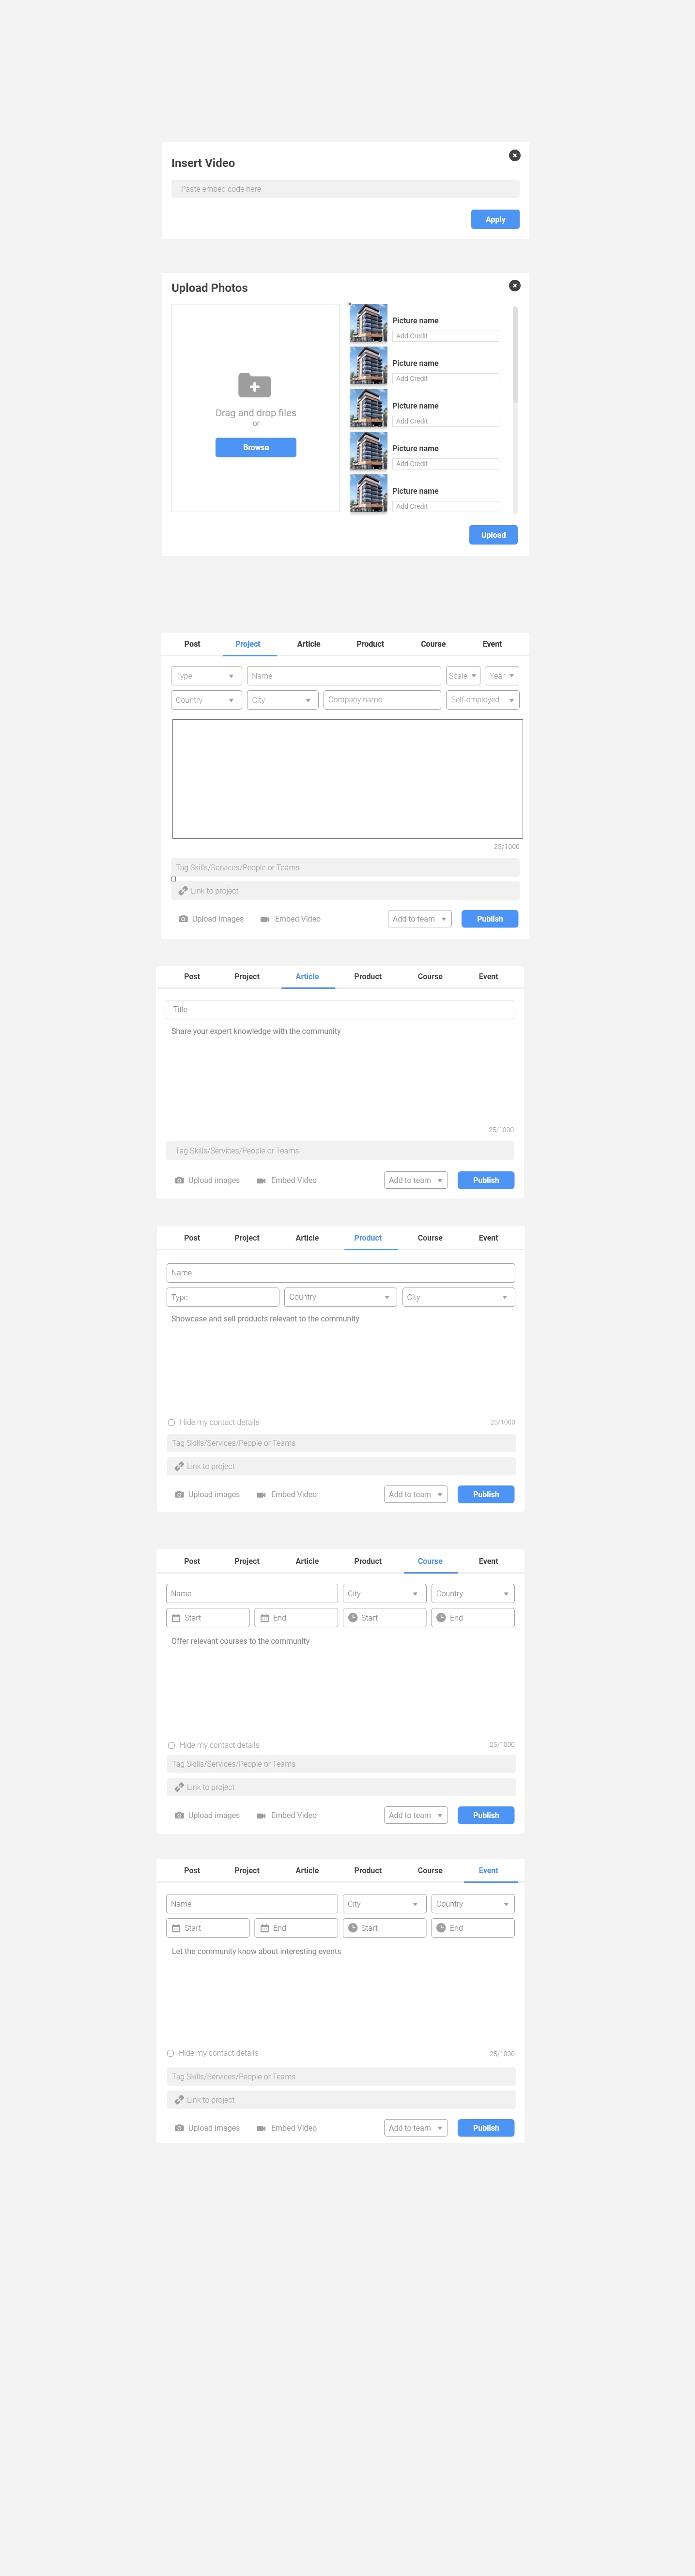 Insert Video
Paste embed code here
Apply
Upload Photos
Drag and drop files
or
Browse
Picture name
Add Credit
Picture name
Add Credit
Picture name
Add Credit
Picture name
Add Credit
Picture name
Add Credit
Upload
Post Project Article Product Course Event
Type Name Scale Year
Country City Company name Self-employed
25/1000
Tag Skills/Services/People or Teams
Link to project
Upload images Embed Video Add to team Publish
Post Project Article Product Course Event
Title
Share your expert knowledge with the community
25/1000
Tag Skills/Services/People or Teams
Upload images Embed Video Add to team Publish
Post Project Article Product Course Event
Name
Type Country City
Showcase and sell products relevant to the community
Hide my contact details 25/1000
Tag Skills/Services/People or Teams
Link to project
Upload images Embed Video Add to team Publish
Post Project Article Product Course Event
Name City Country
Start End Start End
Offer relevant courses to the community
Hide my contact details 25/1000
Tag Skills/Services/People or Teams
Link to project
Upload images Embed Video Add to team Publish
Post Project Article Product Course Event
Name City Country
Start End Start End
Let the community know about interesting events
Hide my contact details 25/1000
Tag Skills/Services/People or Teams
Link to project
Upload images Embed Video Add to team Publish